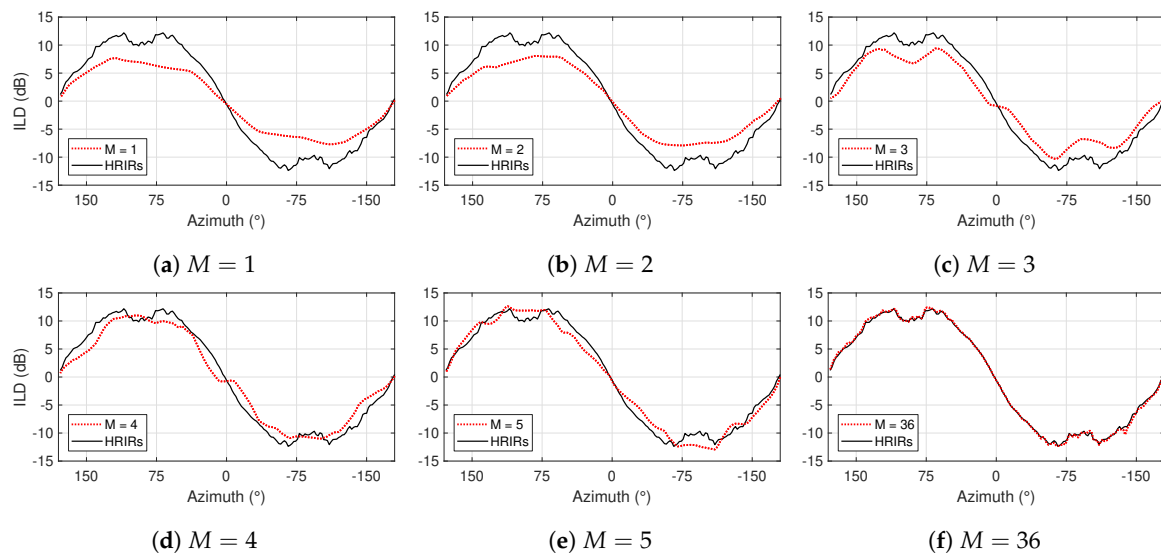 15
10
5
0
-5
-10
-15
ILD (dB)
M = 1
HRIRs
150 75 0 -75 -150
Azimuth (°)
(a) M = 1
15
10
5
0
-5
-10
-15
M = 2
HRIRs
150 75 0 -75 -150
Azimuth (°)
(b) M = 2
15
10
5
0
-5
-10
-15
M = 3
HRIRs
150 75 0 -75 -150
Azimuth (°)
(c) M = 3
15
10
5
0
-5
-10
-15
ILD (dB)
M = 4
HRIRs
150 75 0 -75 -150
Azimuth (°)
(d) M = 4
15
10
5
0
-5
-10
-15
M = 5
HRIRs
150 75 0 -75 -150
Azimuth (°)
(e) M = 5
15
10
5
0
-5
-10
-15
M = 36
HRIRs
150 75 0 -75 -150
Azimuth (°)
(f) M = 36